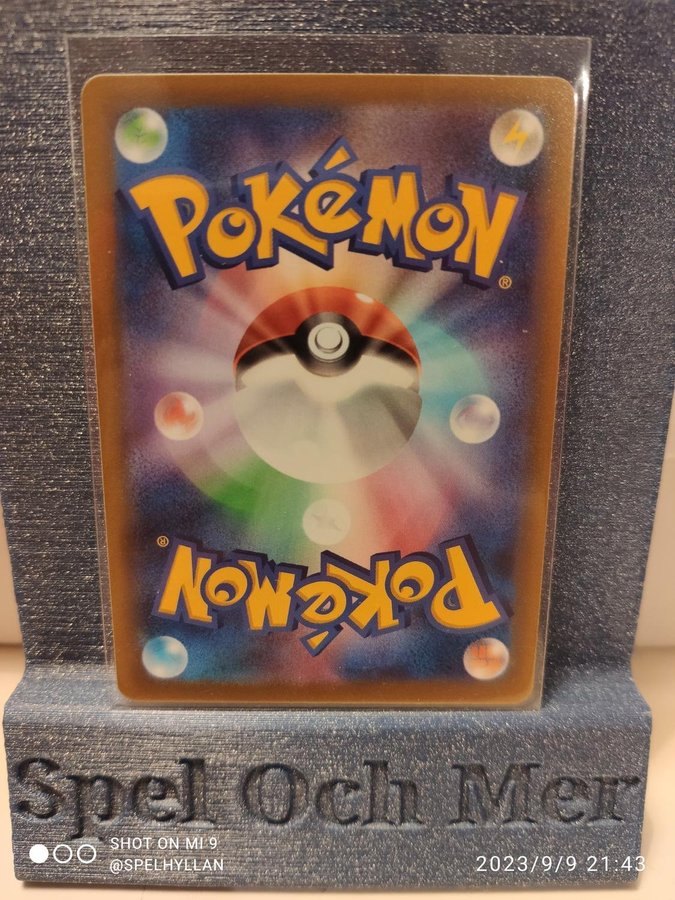 POKéMON®
POKéMON®
Spel Och Mer
SHOT ON MI 9
@SPELHYLLAN
2023/9/9 21:43